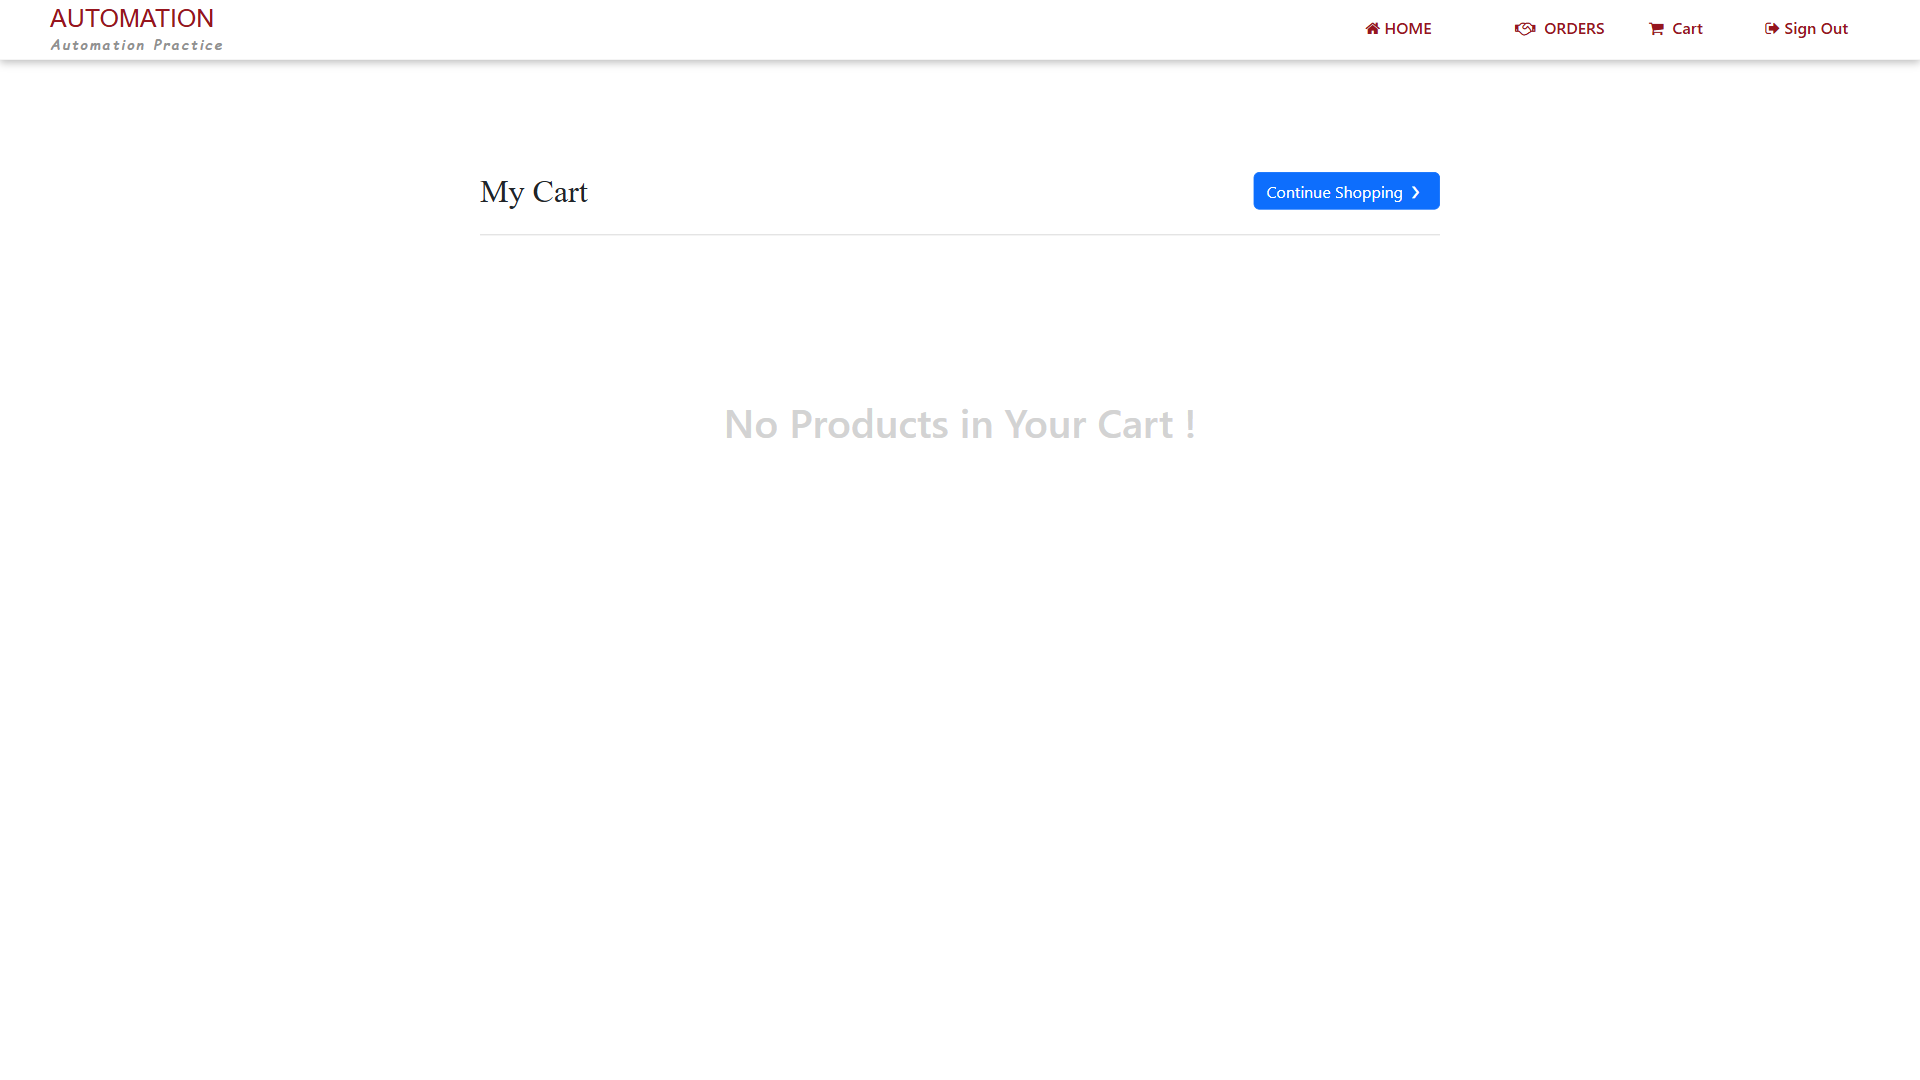 AUTOMATION
Automation Practice
HOME
ORDERS
Cart
Sign Out
My Cart
Continue Shopping
No Products in Your Cart !